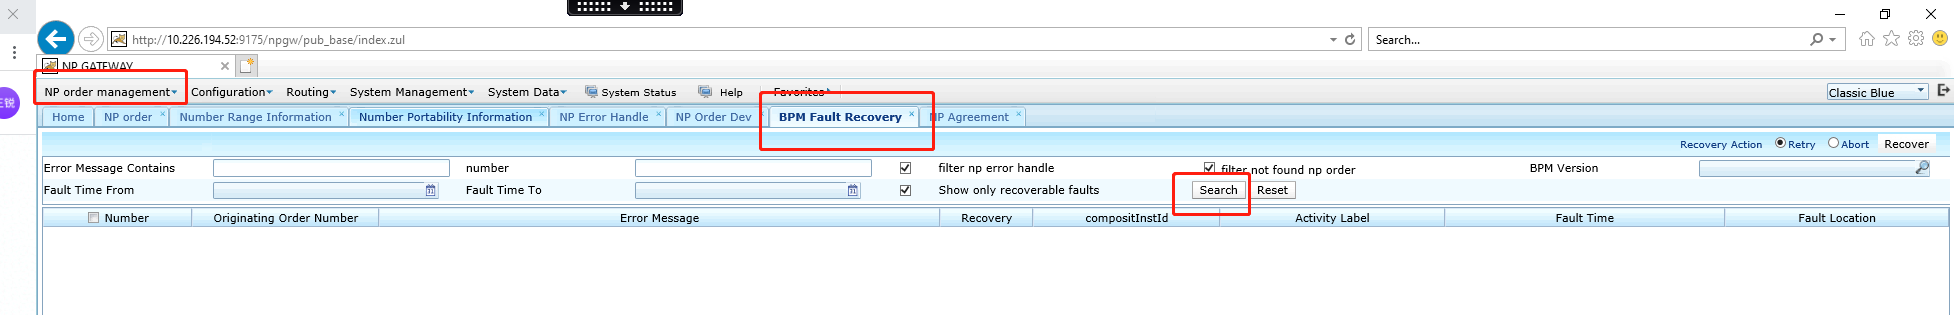 http://10.226.194.52:9175/npgw/pub_base/index.zul
Search...
NP GATEWAY
NP order management Configuration Routing System Management System Data System Status Help Favorites
Classic Blue
Home NP order Number Range Information Number Portability Information NP Error Handle NP Order Dev BPM Fault Recovery NP Agreement
Recovery Action Retry Abort Recover
Error Message Contains number filter np error handle filter not found np order BPM Version
Fault Time From 31 Fault Time To 31 Show only recoverable faults Search Reset
Number Originating Order Number Error Message Recovery compositInstId Activity Label Fault Time Fault Location